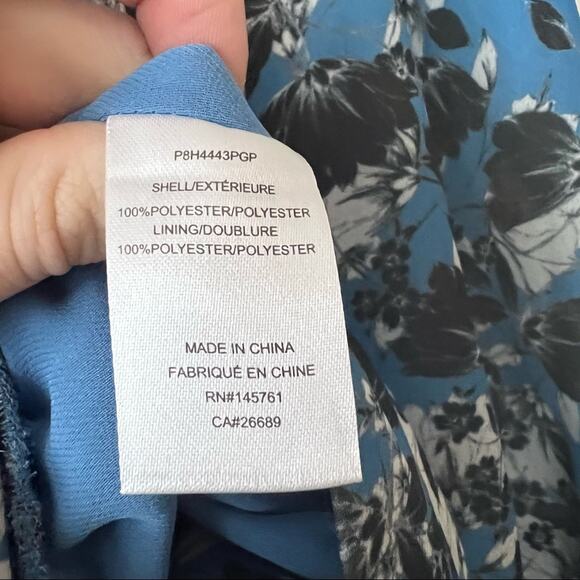 P8H4443PGP
SHELL/EXTÉRIEURE
100%POLYESTER/POLYESTER
LINING/DOUBLURE
100%POLYESTER/POLYESTER
MADE IN CHINA
FABRIQUÉ EN CHINE
RN#145761
CA#26689